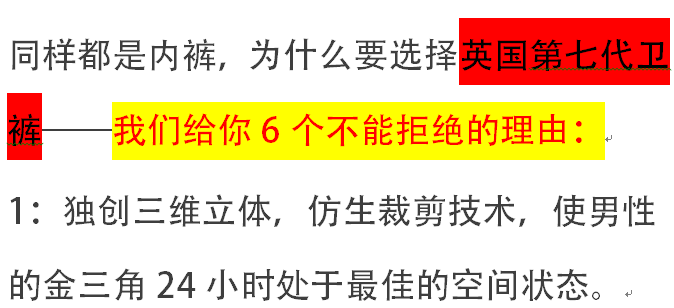 同样都是内裤，为什么要选择英国第七代卫
裤——我们给你 6 个不能拒绝的理由：
1：独创三维立体，仿生裁剪技术，使男性
的金三角 24 小时处于最佳的空间状态。